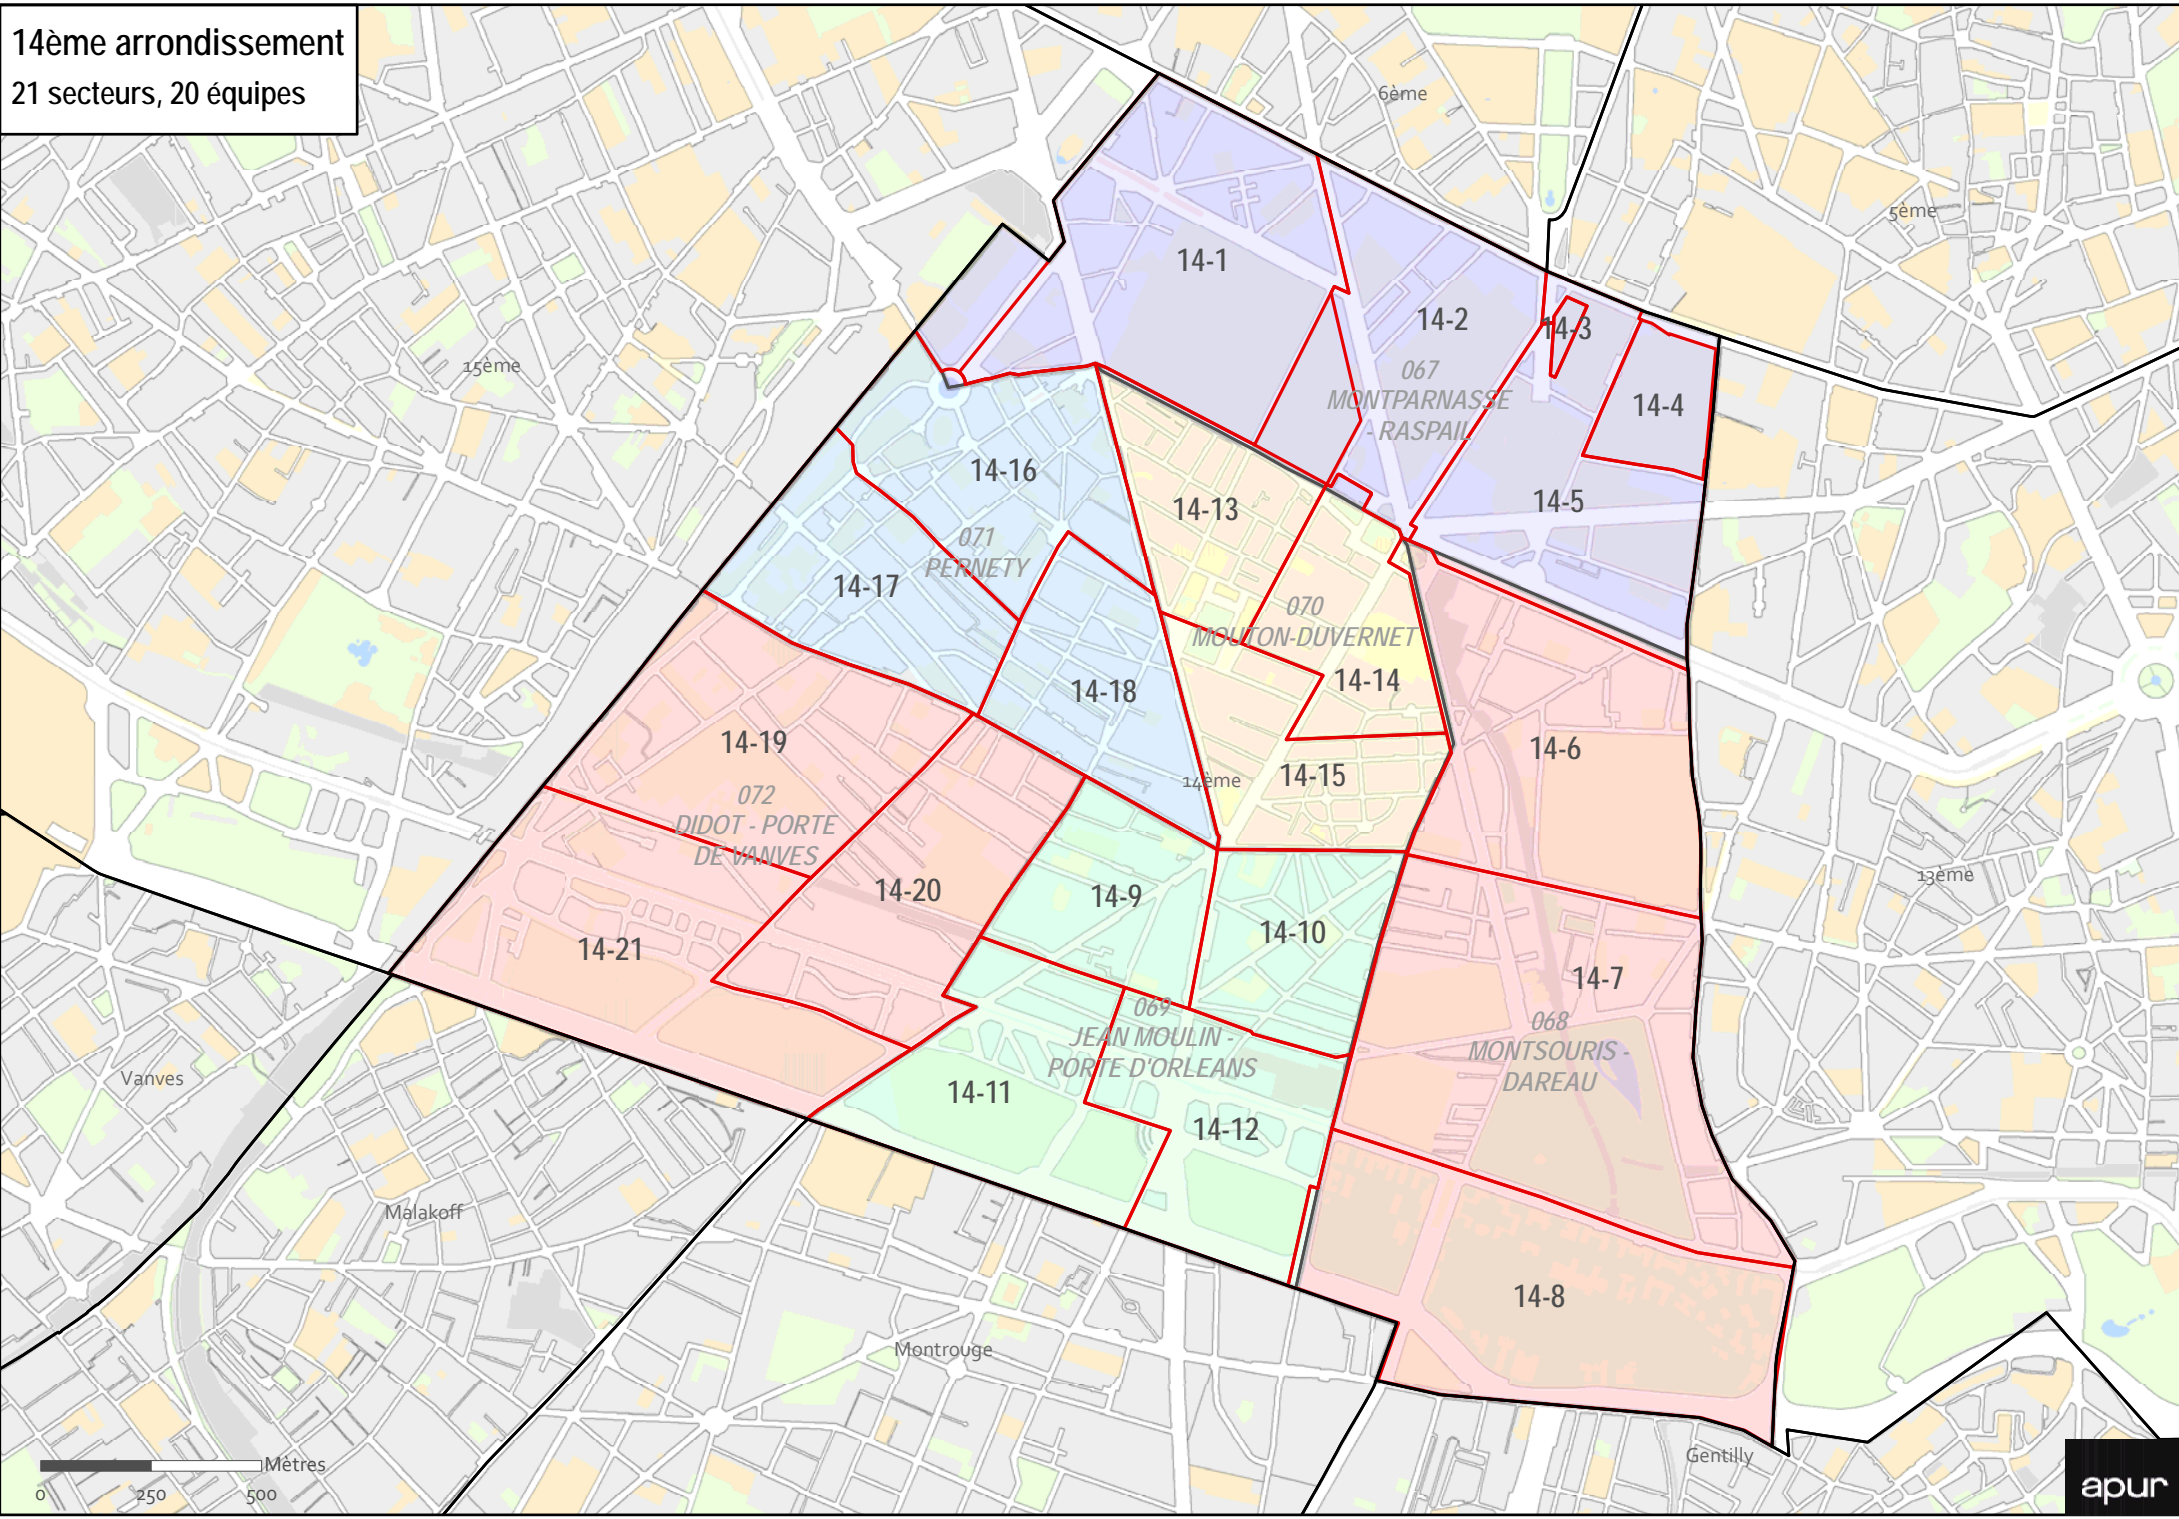 14ème arrondissement
21 secteurs, 20 équipes
6ème
5ème
14-1
14-2
14-3
15ème
067
MONTPARNASSE
- RASPAIL
14-4
14-16
14-13
14-5
071
PERNETY
14-17
070
MOUTON-DUVERNET
14-18
14-14
14-19
14-6
14ème
14-15
072
DIDOT - PORTE
DE VANVES
14-20
14-9
13ème
14-21
14-10
14-7
069
JEAN MOULIN -
PORTE D'ORLEANS
068
MONTSOURIS -
DAREAU
Vanves
14-11
14-12
Malakoff
14-8
Montrouge
Gentilly
Mètres
0 250 500
apur